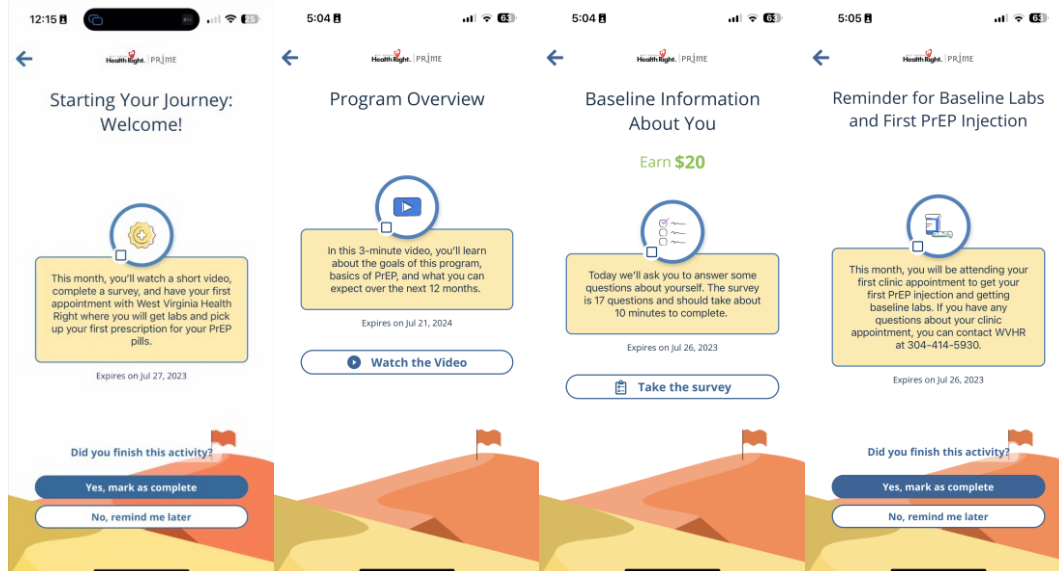 12:15
HealthRight. | PRIME
Starting Your Journey:
Welcome!
This month, you'll watch a short video,
complete a survey, and have your first
appointment with West Virginia Health
Right where you will get labs and pick
up your first prescription for your PrEP
pills.
Expires on Jul 27, 2023
Did you finish this activity?
Yes, mark as complete
No, remind me later
5:04
63
HealthRight. | PRIME
Program Overview
In this 3-minute video, you'll learn
about the goals of this program,
basics of PrEP, and what you can
expect over the next 12 months.
Expires on Jul 21, 2024
Watch the Video
5:04
63
HealthRight. | PRIME
Baseline Information
About You
Earn $20
Today we'll ask you to answer some
questions about yourself. The survey
is 17 questions and should take about
10 minutes to complete.
Expires on Jul 26, 2023
Take the survey
5:05
63
HealthRight. | PRIME
Reminder for Baseline Labs
and First PrEP Injection
This month, you will be attending your
first clinic appointment to get your
first PrEP injection and getting
baseline labs. If you have any
questions about your clinic
appointment, you can contact WVHR
at 304-414-5930.
Expires on Jul 26, 2023
Did you finish this activity?
Yes, mark as complete
No, remind me later